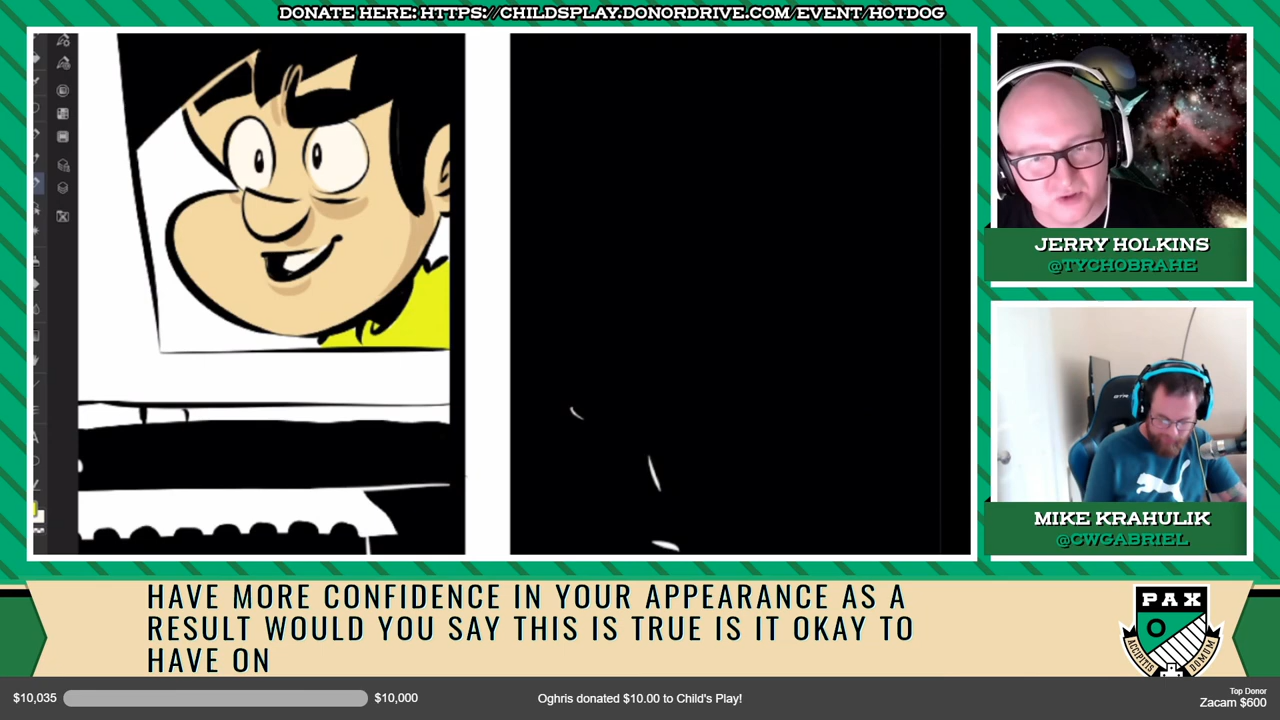 DONATE HERE: HTTPS://CHILDSPLAY.DONORDRIVE.COM/EVENT/HOTDOG
JERRY HOLKINS
@TYCHOBRAHE
MIKE KRAHULIK
@CWGABRIEL
HAVE MORE CONFIDENCE IN YOUR APPEARANCE AS A
RESULT WOULD YOU SAY THIS IS TRUE IS IT OKAY TO
HAVE ON
PAX
ACCIPITIS DOMUM
$10,035
$10,000
Oghris donated $10.00 to Child's Play!
Top Donor
Zacam $600